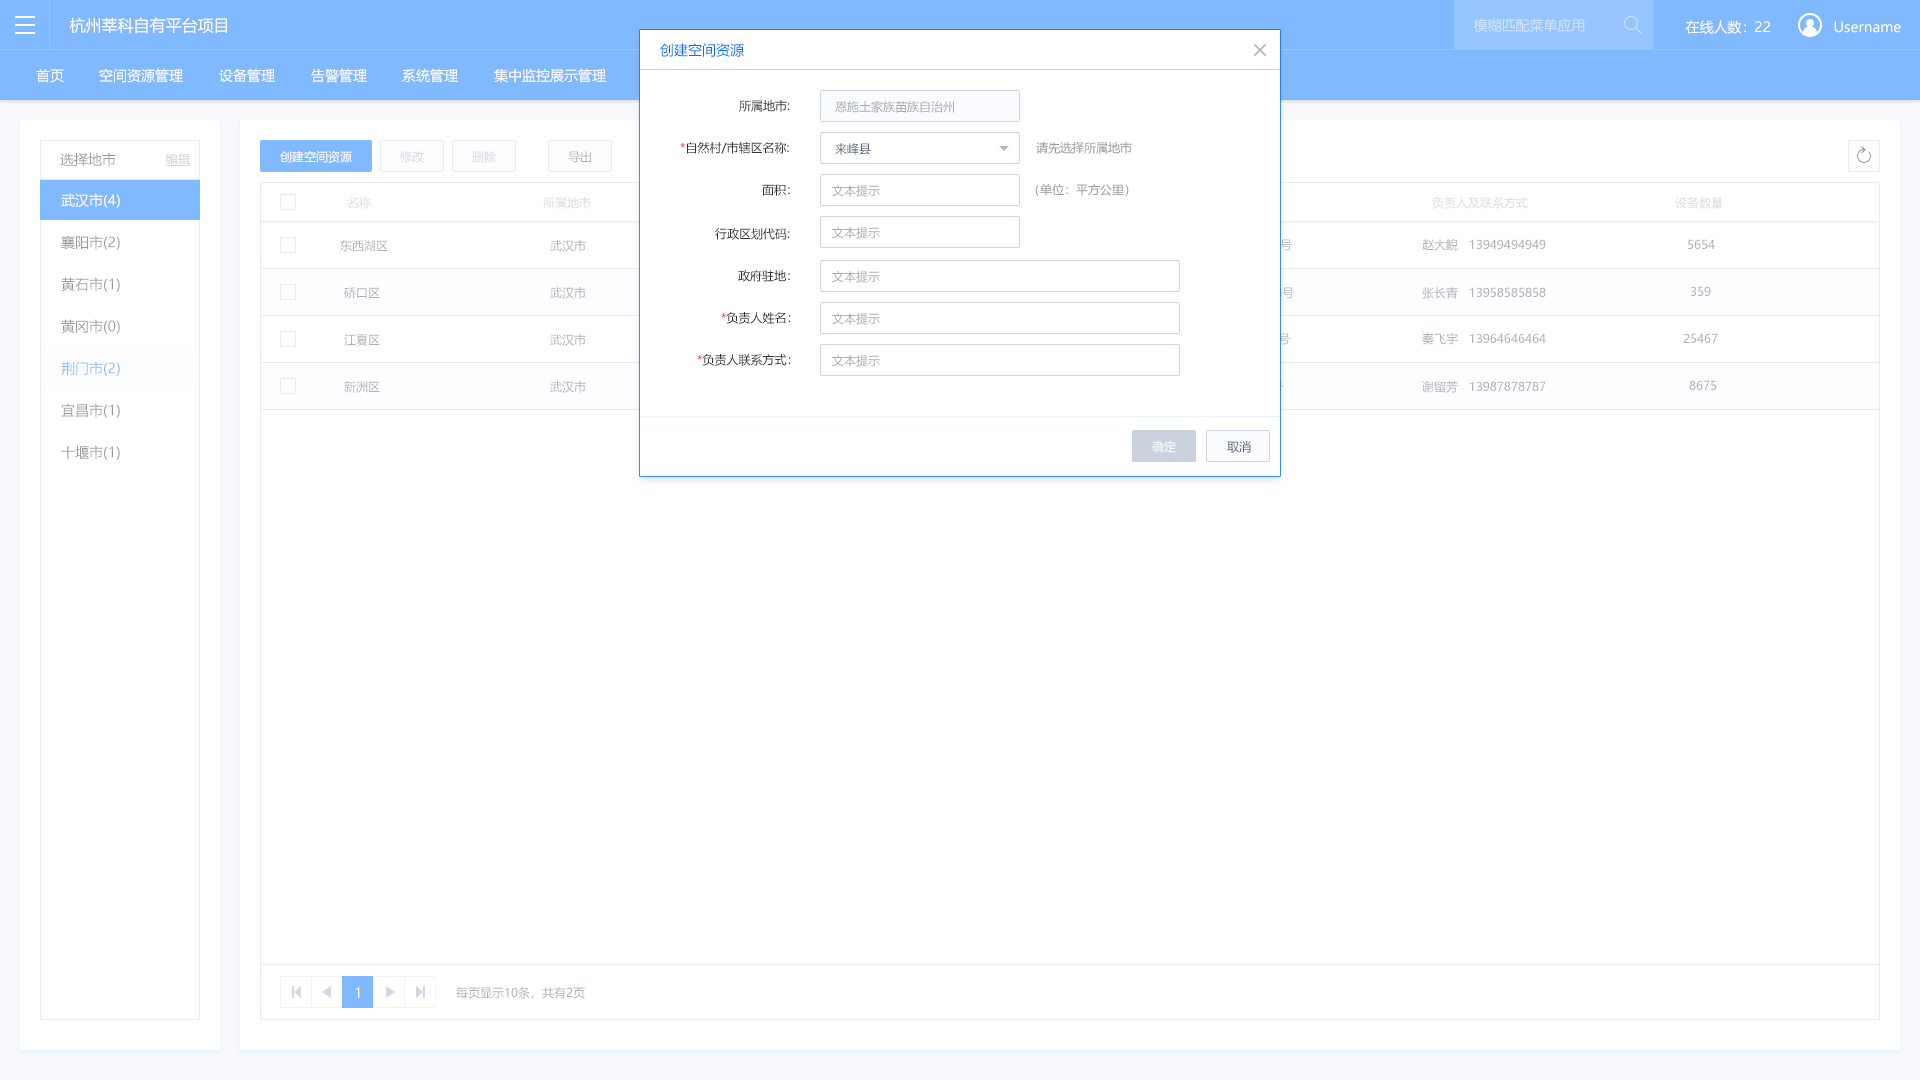 杭州莘科自有平台项目
模糊匹配菜单应用
在线人数：22
Username
首页 空间资源管理 设备管理 告警管理 系统管理 集中监控展示管理
创建空间资源
所属地市:
恩施土家族苗族自治州
*自然村/市辖区名称:
来峰县
请先选择所属地市
面积:
文本提示
（单位：平方公里）
行政区划代码:
文本提示
政府驻地:
文本提示
*负责人姓名:
文本提示
*负责人联系方式:
文本提示
确定 取消
选择地市 编辑
武汉市(4)
襄阳市(2)
黄石市(1)
黄冈市(0)
荆门市(2)
宜昌市(1)
十堰市(1)
创建空间资源 修改 删除 导出
名称 所属地市 负责人及联系方式 设备数量
东西湖区 武汉市 号 赵大鲵 13949494949 5654
硚口区 武汉市 号 张长青 13958585858 359
江夏区 武汉市 号 秦飞宇 13964646464 25467
新洲区 武汉市 谢留芳 13987878787 8675
1
每页显示10条，共有2页